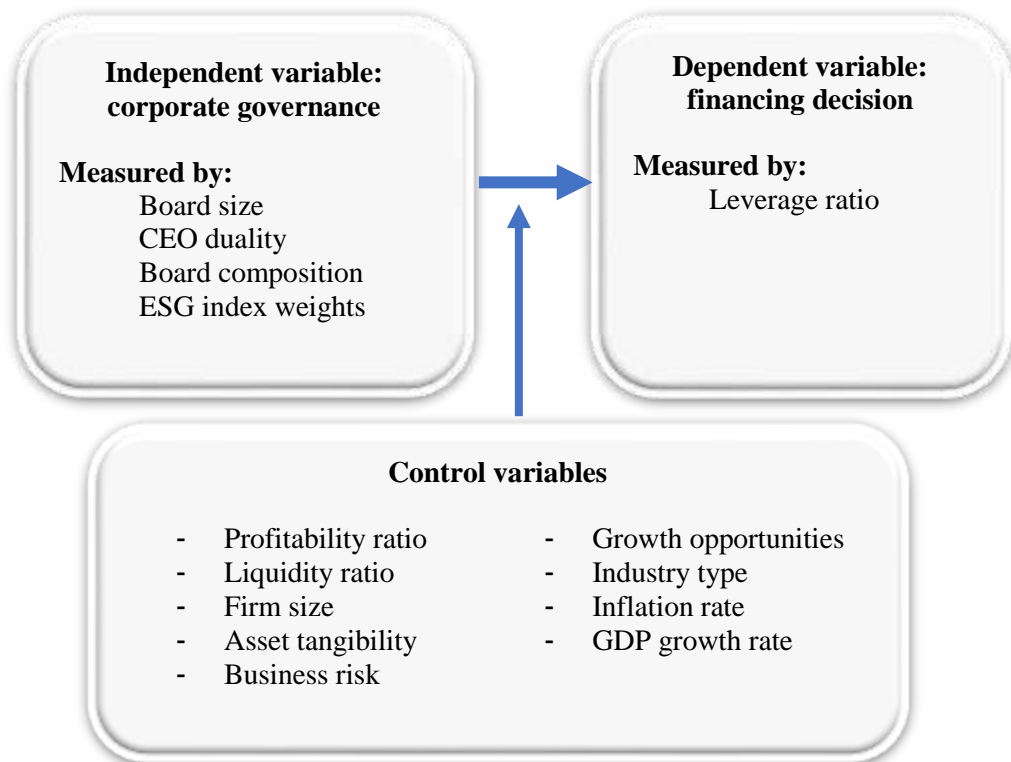 Independent variable:
corporate governance
Measured by:
Board size
CEO duality
Board composition
ESG index weights
Dependent variable:
financing decision
Measured by:
Leverage ratio
Control variables
- Profitability ratio
- Liquidity ratio
- Firm size
- Asset tangibility
- Business risk
- Growth opportunities
- Industry type
- Inflation rate
- GDP growth rate